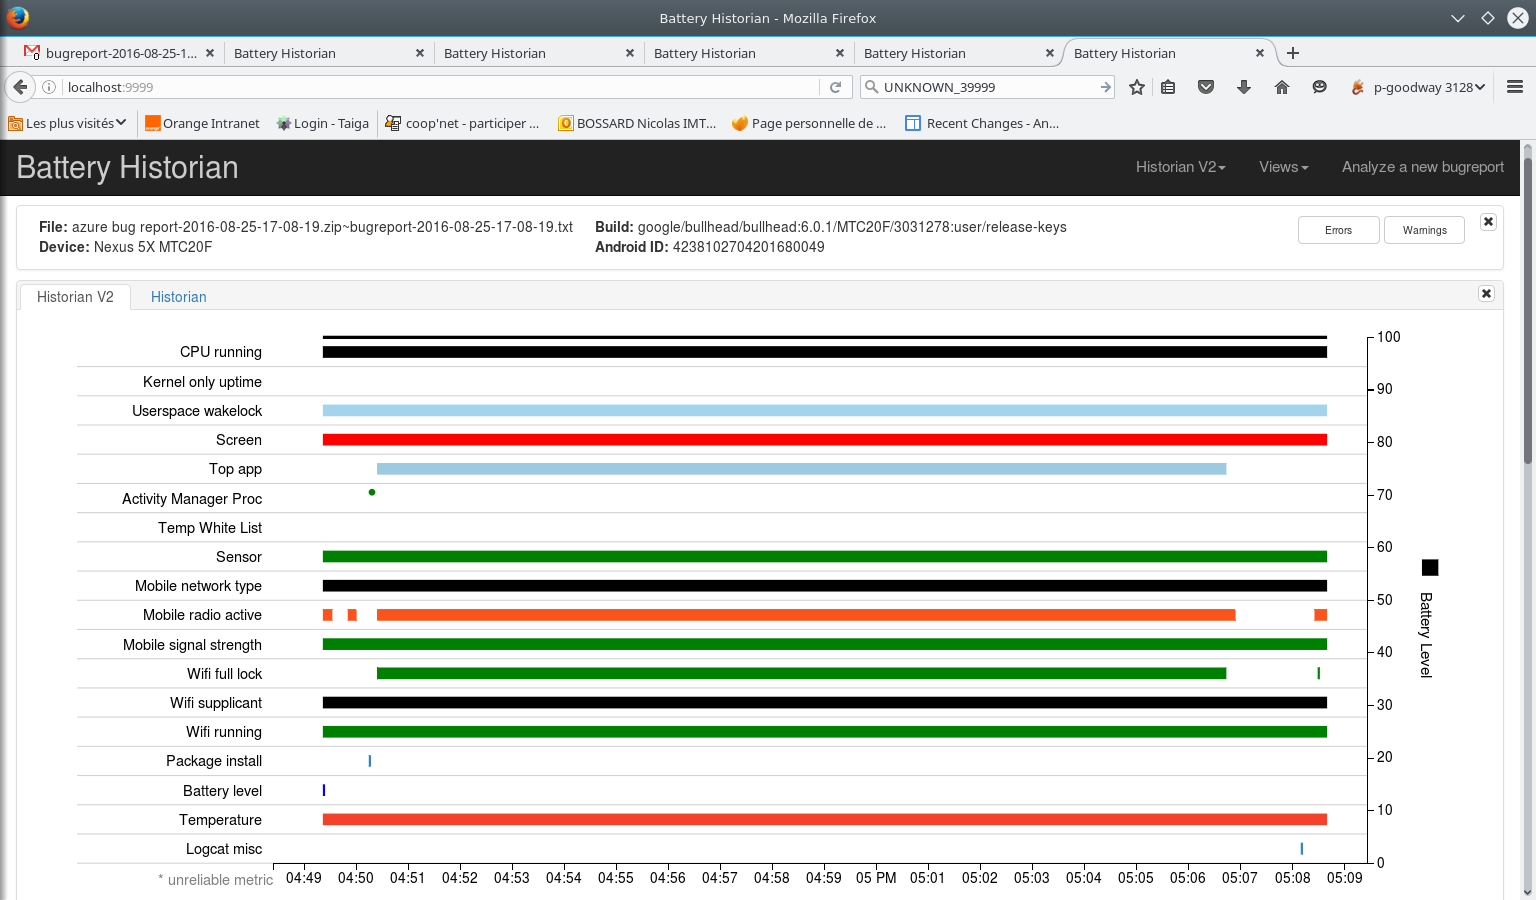 Battery Historian - Mozilla Firefox
bugreport-2016-08-25-1... Battery Historian Battery Historian Battery Historian Battery Historian Battery Historian
localhost:9999 UNKNOWN_39999 p-goodway 3128
Les plus visités Orange Intranet Login - Taiga coop'net - participer ... BOSSARD Nicolas IMT... Page personnelle de ... Recent Changes - An...
Battery Historian Historian V2 Views Analyze a new bugreport
File: azure bug report-2016-08-25-17-08-19.zip~bugreport-2016-08-25-17-08-19.txt Build: google/bullhead/bullhead:6.0.1/MTC20F/3031278:user/release-keys Errors Warnings
Device: Nexus 5X MTC20F Android ID: 4238102704201680049
Historian V2 Historian
100
CPU running
Kernel only uptime
90
Userspace wakelock
Screen
80
Top app
Activity Manager Proc
70
Temp White List
60
Sensor
Mobile network type
50
Mobile radio active
Mobile signal strength
40
Wifi full lock
Wifi supplicant
30
Wifi running
20
Package install
Battery level
10
Temperature
Logcat misc
0
Battery Level
* unreliable metric
04:49 04:50 04:51 04:52 04:53 04:54 04:55 04:56 04:57 04:58 04:59 05 PM 05:01 05:02 05:03 05:04 05:05 05:06 05:07 05:08 05:09